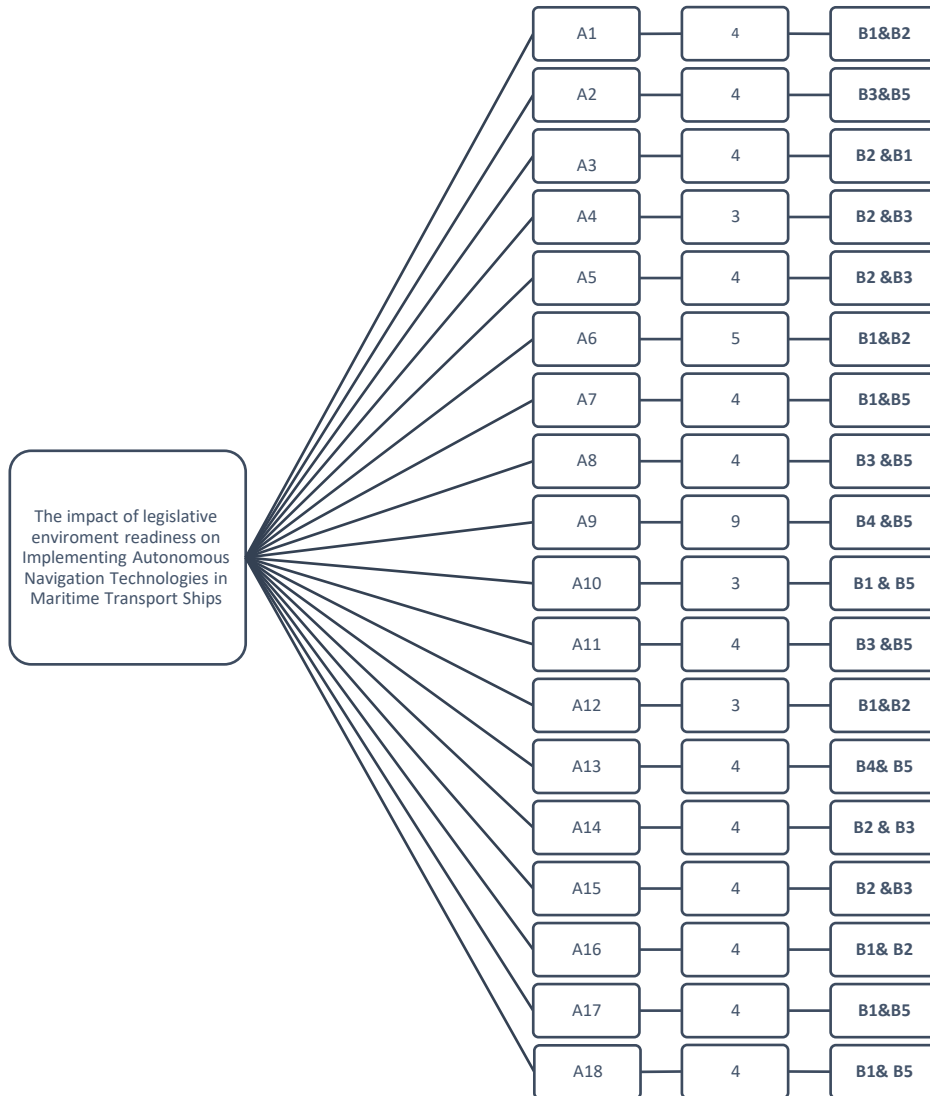 The impact of legislative
enviroment readiness on
Implementing Autonomous
Navigation Technologies in
Maritime Transport Ships
A1 4 B1&B2
A2 4 B3&B5
A3 4 B2 &B1
A4 3 B2 &B3
A5 4 B2 &B3
A6 5 B1&B2
A7 4 B1&B5
A8 4 B3 &B5
A9 9 B4 &B5
A10 3 B1 & B5
A11 4 B3 &B5
A12 3 B1&B2
A13 4 B4& B5
A14 4 B2 & B3
A15 4 B2 &B3
A16 4 B1& B2
A17 4 B1&B5
A18 4 B1& B5